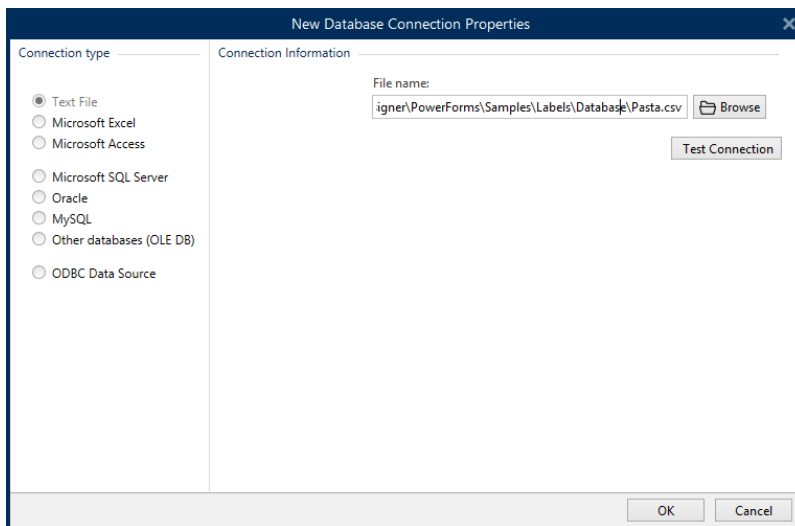 New Database Connection Properties
Connection type
Text File
Microsoft Excel
Microsoft Access
Microsoft SQL Server
Oracle
MySQL
Other databases (OLE DB)
ODBC Data Source
Connection Information
File name:
igner\PowerForms\Samples\Labels\Database\Pasta.csv
Browse
Test Connection
OK
Cancel